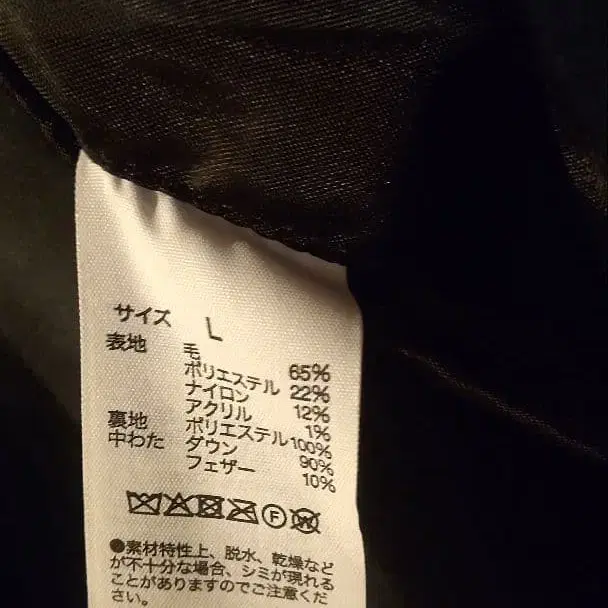 サイズ L
表地 毛 65%
ポリエステル 22%
ナイロン 12%
アクリル 1%
裏地 ポリエステル 100%
中わた ダウン 90%
フェザー 10%
F W
●素材特性上、脱水、乾燥など
が不十分な場合、シミが現れる
ことがありますのでご注意くだ
さい。